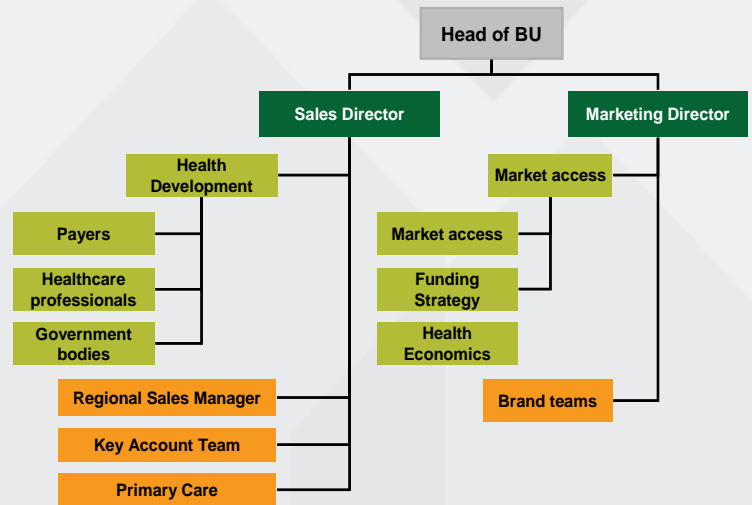 Head of BU
Sales Director
Marketing Director
Health
Development
Market access
Payers
Market access
Healthcare
professionals
Funding
Strategy
Government
bodies
Health
Economics
Regional Sales Manager
Brand teams
Key Account Team
Primary Care